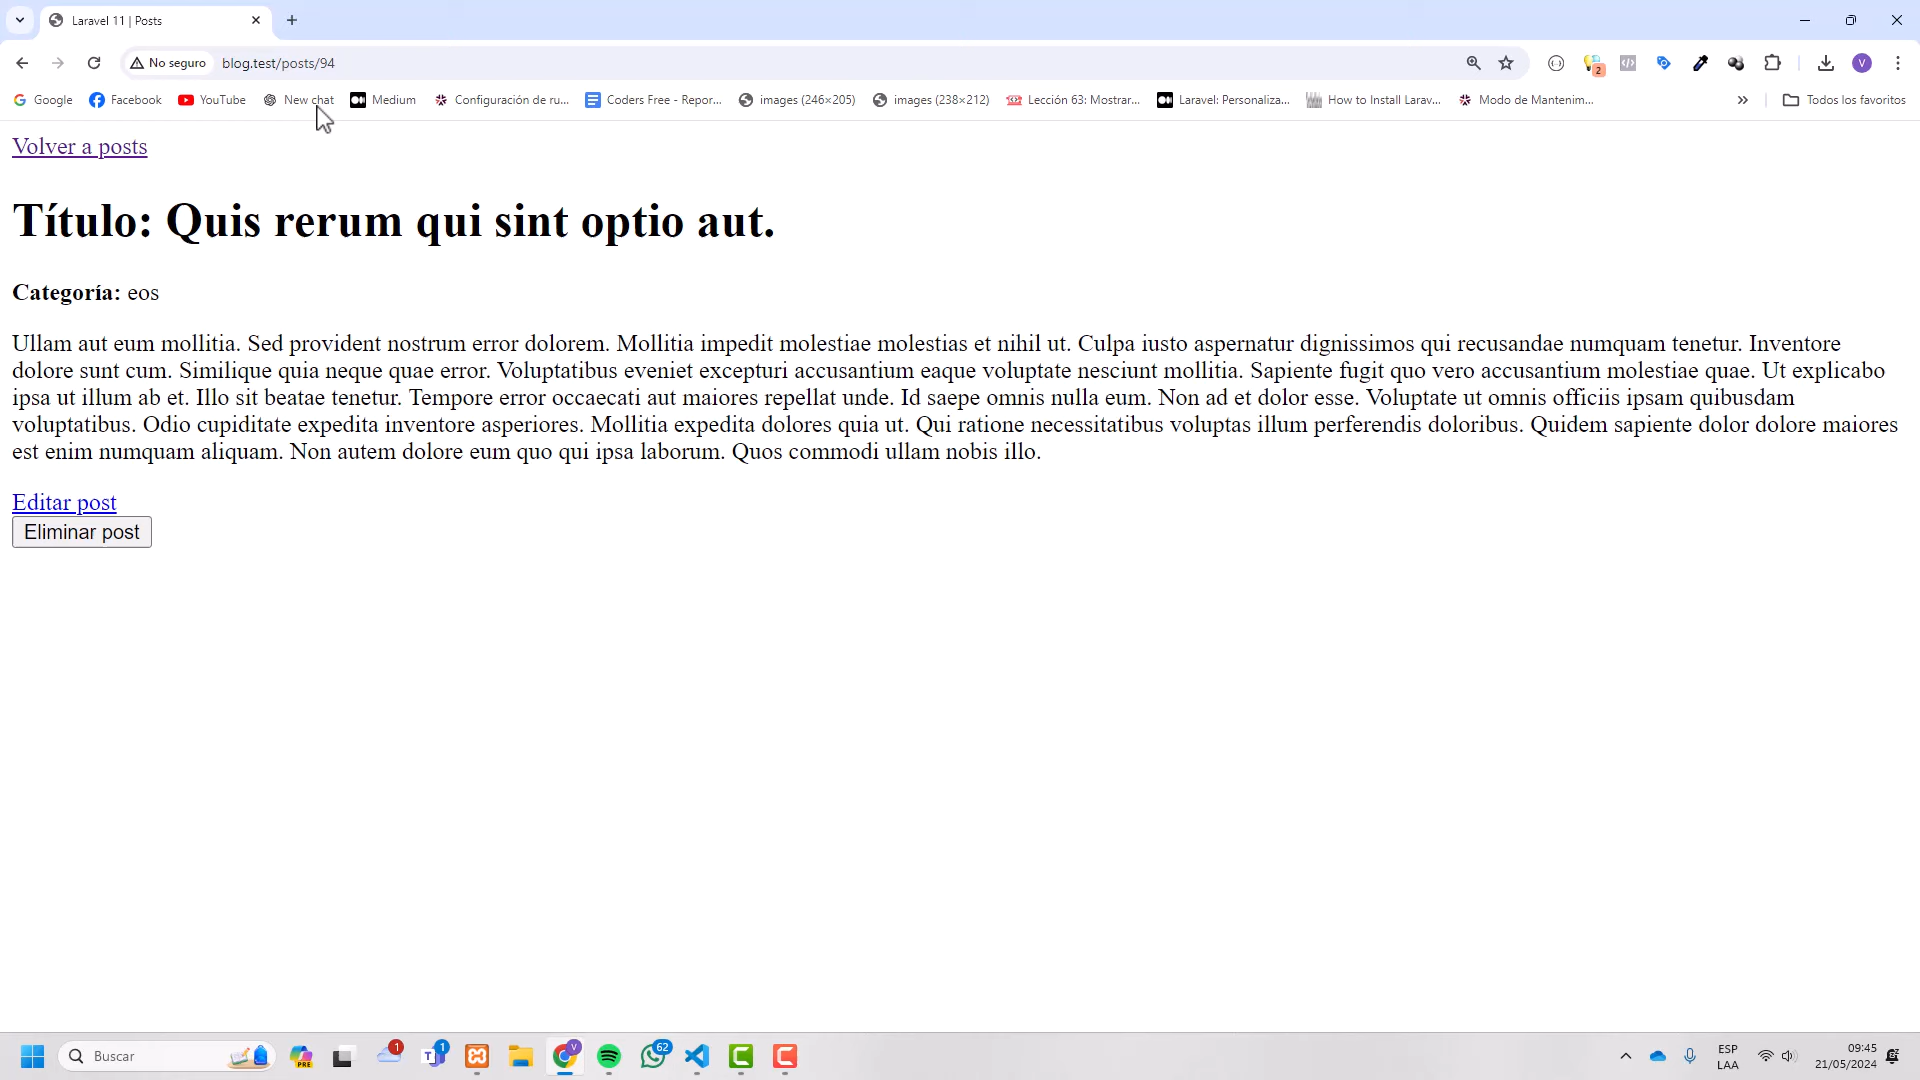 Laravel 11 | Posts
No seguro
blog.test/posts/94
2
V
Google
Facebook
YouTube
New chat
Medium
Configuración de ru...
Coders Free - Repor...
images (246×205)
images (238×212)
Lección 63: Mostrar...
Laravel: Personaliza...
How to Install Larav...
Modo de Mantenim...
Todos los favoritos
Volver a posts
Título: Quis rerum qui sint optio aut.
Categoría: eos
Ullam aut eum mollitia. Sed provident nostrum error dolorem. Mollitia impedit molestiae molestias et nihil ut. Culpa iusto aspernatur dignissimos qui recusandae numquam tenetur. Inventore
dolore sunt cum. Similique quia neque quae error. Voluptatibus eveniet excepturi accusantium eaque voluptate nesciunt mollitia. Sapiente fugit quo vero accusantium molestiae quae. Ut explicabo
ipsa ut illum ab et. Illo sit beatae tenetur. Tempore error occaecati aut maiores repellat unde. Id saepe omnis nulla eum. Non ad et dolor esse. Voluptate ut omnis officiis ipsam quibusdam
voluptatibus. Odio cupiditate expedita inventore asperiores. Mollitia expedita dolores quia ut. Qui ratione necessitatibus voluptas illum perferendis doloribus. Quidem sapiente dolor dolore maiores
est enim numquam aliquam. Non autem dolore eum quo qui ipsa laborum. Quos commodi ullam nobis illo.
Editar post
Eliminar post
Buscar
PRE
1
1
V
62
ESP
LAA
09:45
21/05/2024